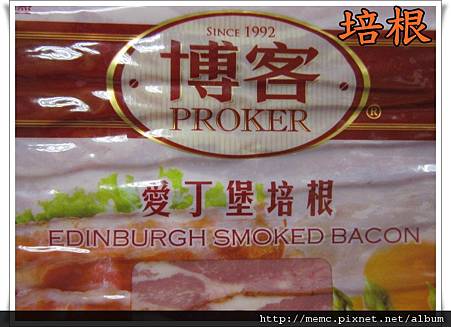 培根
SINCE 1992
博客
PROKER
®
愛丁堡培根
EDINBURGH SMOKED BACON
http://memc.pixnet.net/album